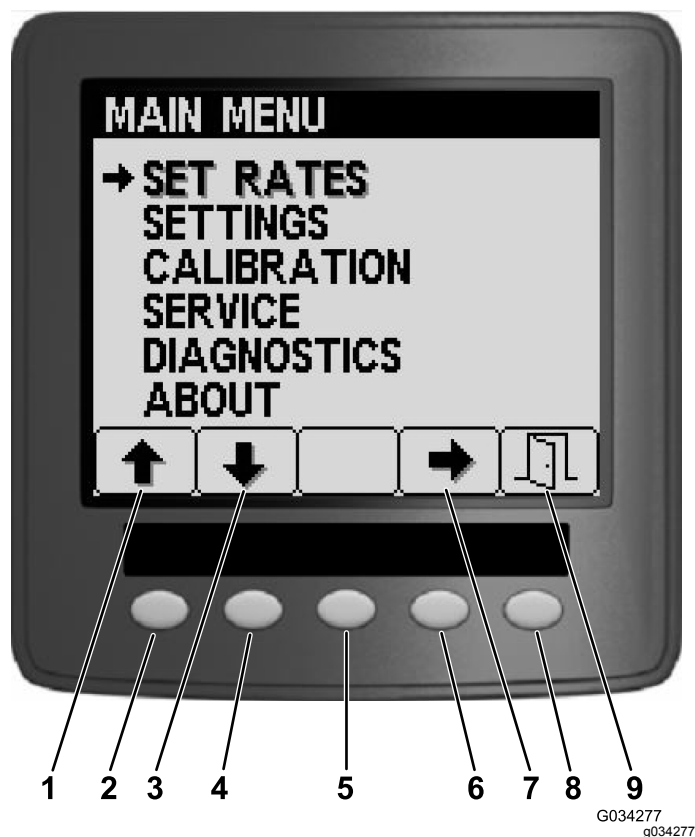 MAIN MENU
SET RATES
SETTINGS
CALIBRATION
SERVICE
DIAGNOSTICS
ABOUT
1 2 3 4 5 6 7 8 9
G034277
g034277